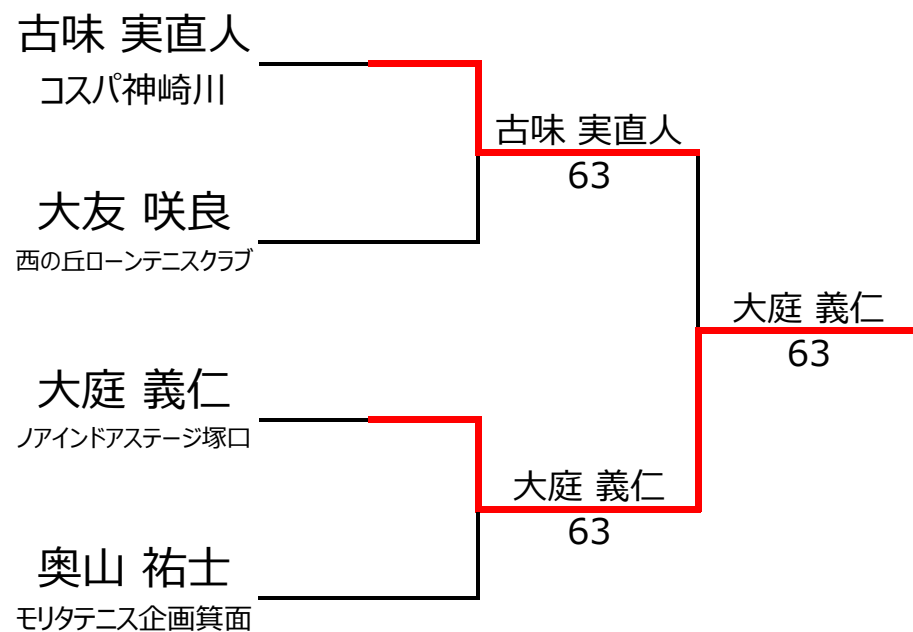 古味 実直人
コスパ神崎川
古味 実直人
63
大友 咲良
西の丘ローンテニスクラブ
大庭 義仁
63
大庭 義仁
ノアインドアステージ塚口
大庭 義仁
63
奥山 祐士
モリタテニス企画箕面